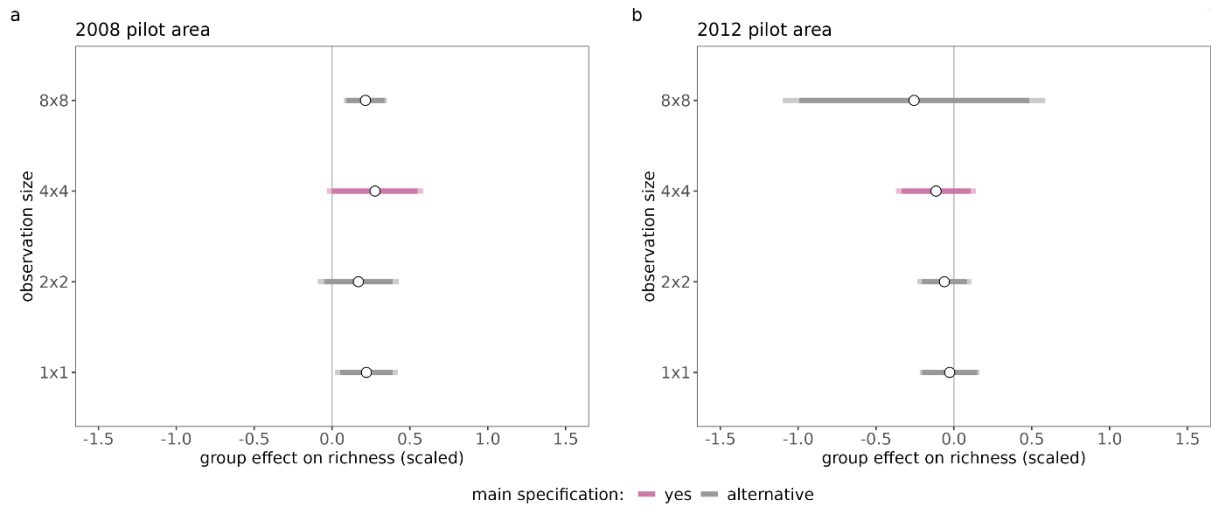 a
2008 pilot area
observation size
8x8
4x4
2x2
1x1
-1.5 -1.0 -0.5 0.0 0.5 1.0 1.5
group effect on richness (scaled)
b
2012 pilot area
observation size
8x8
4x4
2x2
1x1
-1.5 -1.0 -0.5 0.0 0.5 1.0 1.5
group effect on richness (scaled)
main specification: yes alternative